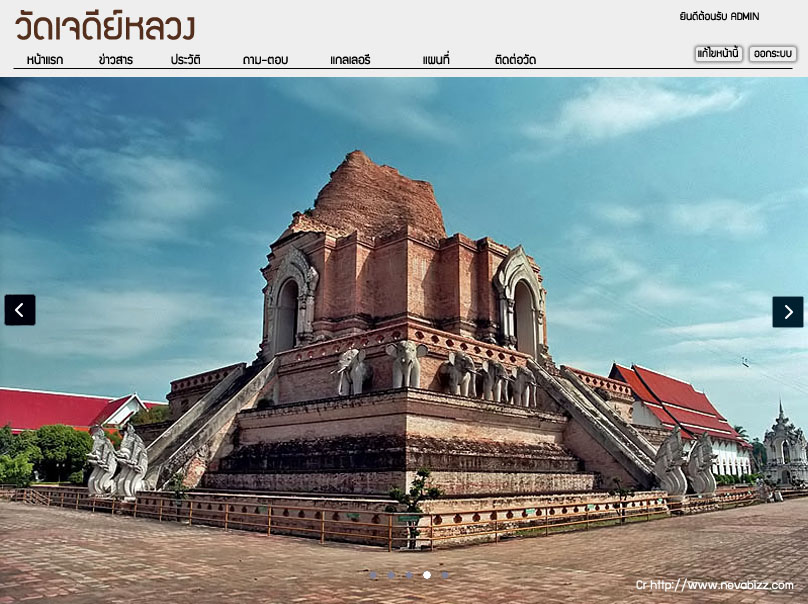 วัดเจดีย์หลวง
ยินดีต้อนรับ ADMIN
หน้าแรก ข่าวสาร ประวัติ ถาม-ตอบ แกลเลอรี แผนที่ ติดต่อวัด
แก้ไขหน้านี้ ออกระบบ
Cr-http://www.nevabizz.com